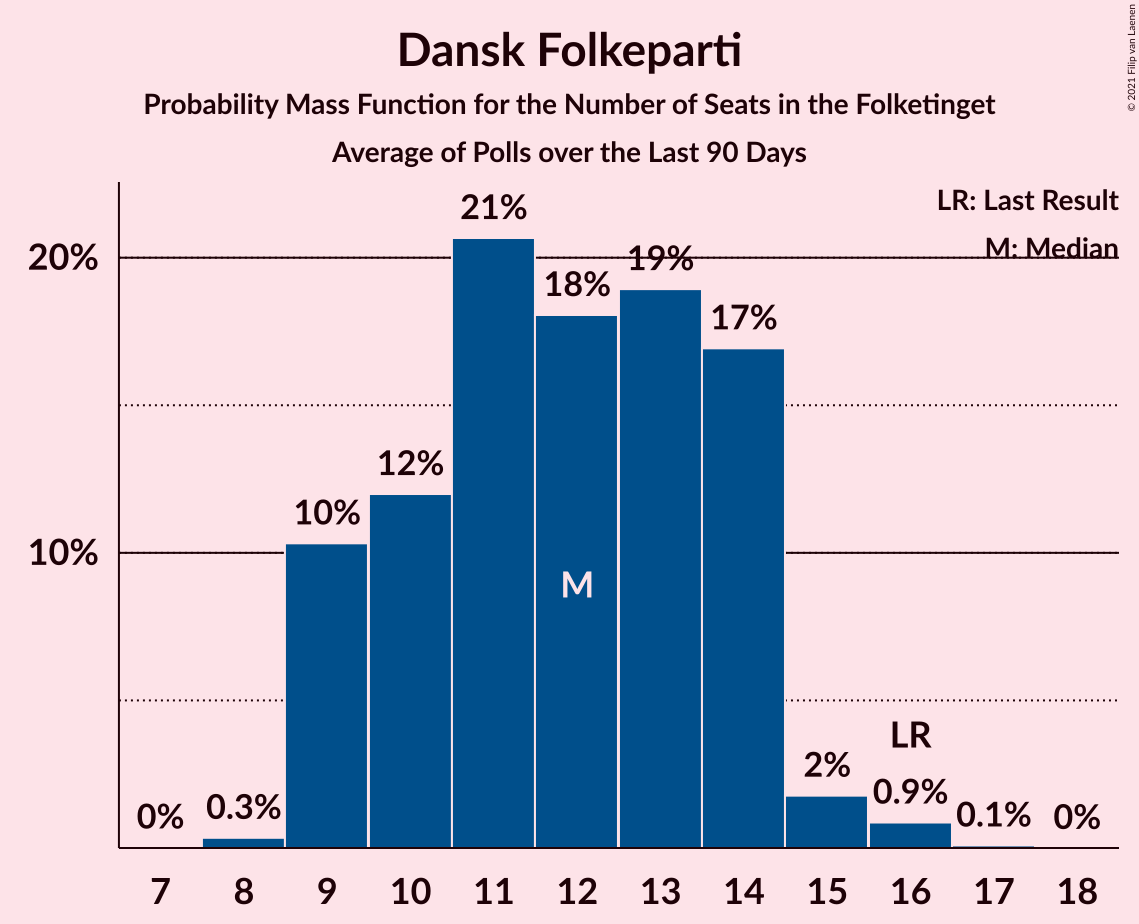 Dansk Folkeparti
Probability Mass Function for the Number of Seats in the Folketinget
Average of Polls over the Last 90 Days
© 2021 Filip van Laenen
LR: Last Result
M: Median
20%
10%
0%
0.3%
10%
12%
21%
18%
19%
17%
2%
0.9%
0.1%
0%
M
LR
7 8 9 10 11 12 13 14 15 16 17 18